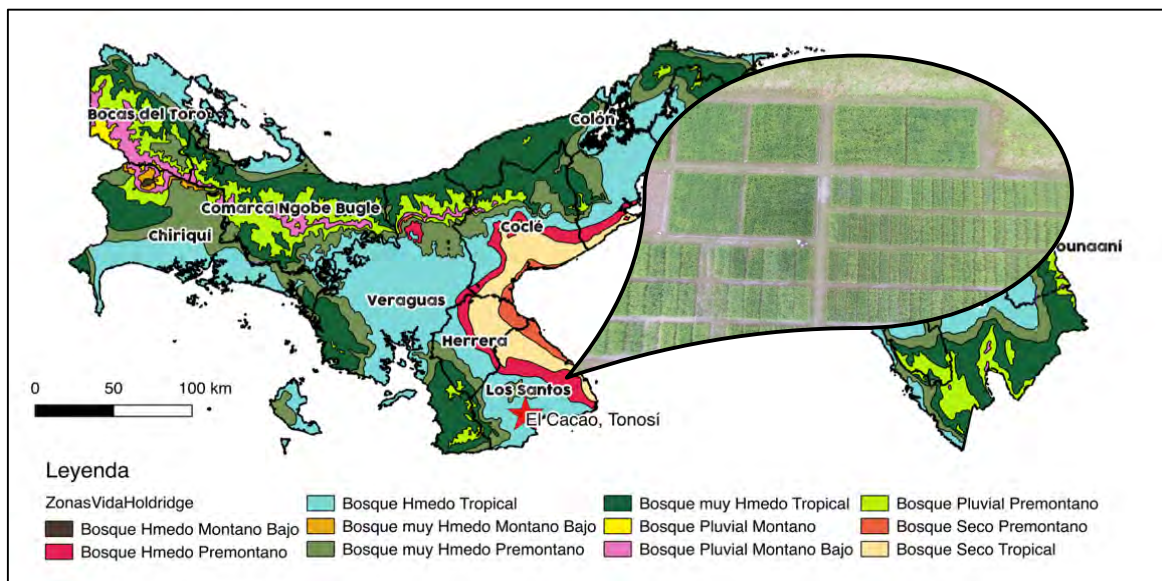 Bocas del Toro
Colón
Comarca Ngobe Buglé
Chiriquí
Coclé
ounaaní
Veraguas
Herrera
0 50 100 km
Los Santos
El Cacao, Tonosí
Leyenda
ZonasVidaHoldridge
Bosque Hmedo Montano Bajo
Bosque Hmedo Premontano
Bosque Hmedo Tropical
Bosque muy Hmedo Montano Bajo
Bosque muy Hmedo Premontano
Bosque muy Hmedo Tropical
Bosque Pluvial Montano
Bosque Pluvial Montano Bajo
Bosque Pluvial Premontano
Bosque Seco Premontano
Bosque Seco Tropical